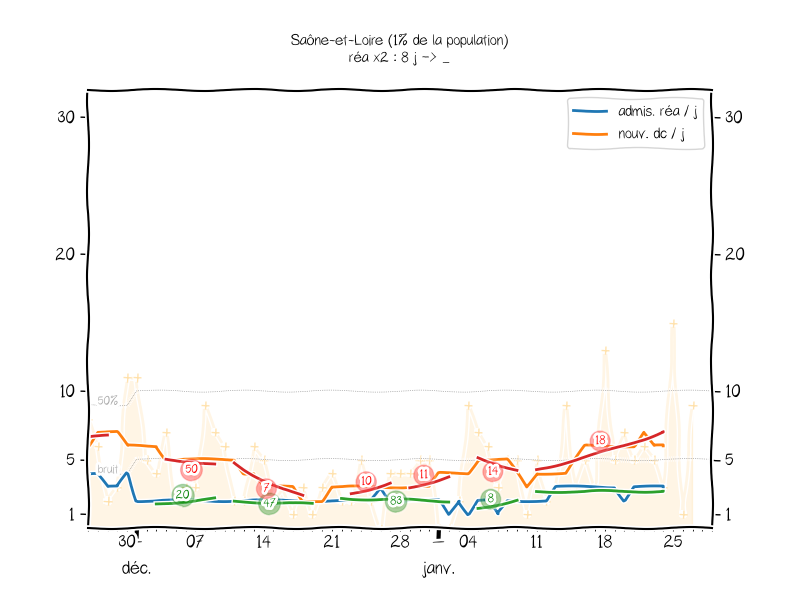 Saône-et-Loire (1% de la population)
réa x2 : 8 j -> _
admis. réa / j
nouv. dc / j
30 30
20 20
10 10
50%
5 5
bruit
1 1
50 20 7 47 10 83 11 14 8 18
30 07 14 21 28 04 11 18 25
déc. janv.